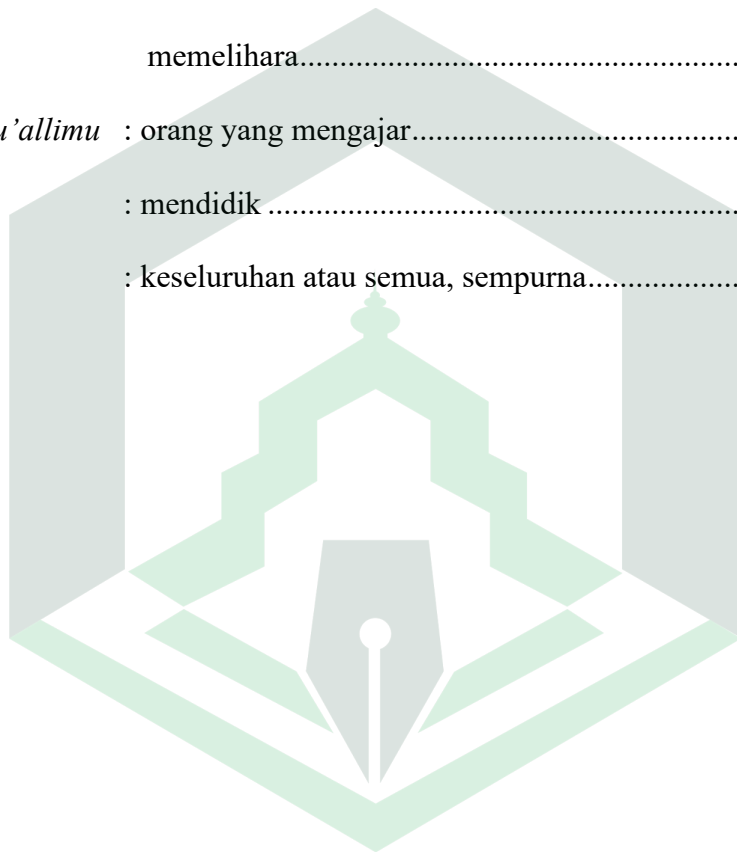 memelihara..........................................................
u’allimu : orang yang mengajar............................................
: mendidik ..............................................................
: keseluruhan atau semua, sempurna...................